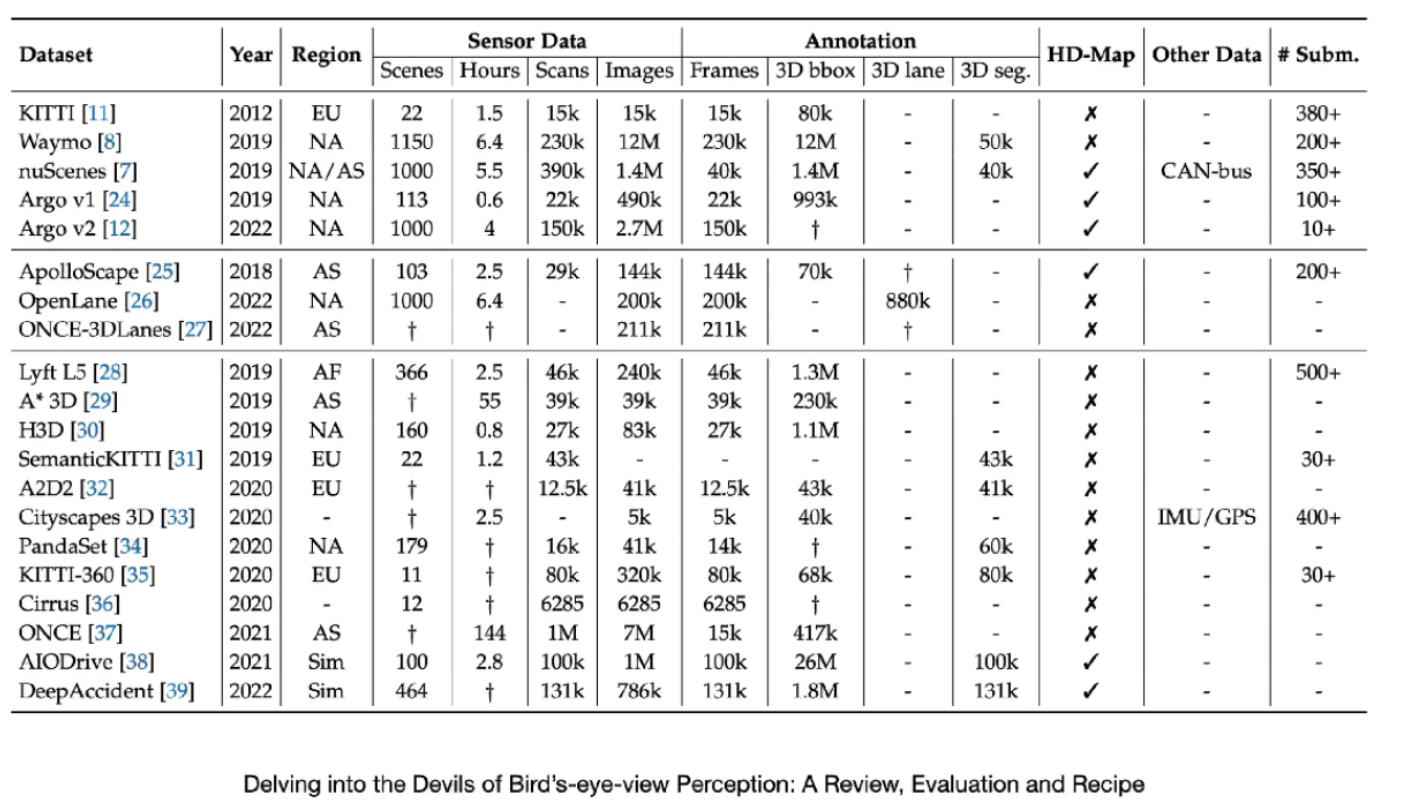 Dataset Year Region Sensor Data Annotation HD-Map Other Data # Subm.
Scenes Hours Scans Images Frames 3D bbox 3D lane 3D seg.
KITTI [11] 2012 EU 22 1.5 15k 15k 15k 80k - - ✗ - 380+
Waymo [8] 2019 NA 1150 6.4 230k 12M 230k 12M - 50k ✗ - 200+
nuScenes [7] 2019 NA/AS 1000 5.5 390k 1.4M 40k 1.4M - 40k ✓ CAN-bus 350+
Argo v1 [24] 2019 NA 113 0.6 22k 490k 22k 993k - - ✓ - 100+
Argo v2 [12] 2022 NA 1000 4 150k 2.7M 150k † - - ✓ - 10+
ApolloScape [25] 2018 AS 103 2.5 29k 144k 144k 70k † - ✓ - 200+
OpenLane [26] 2022 NA 1000 6.4 - 200k 200k - 880k - ✗ - -
ONCE-3DLanes [27] 2022 AS † † - 211k 211k - † - ✗ - -
Lyft L5 [28] 2019 AF 366 2.5 46k 240k 46k 1.3M - - ✗ - 500+
A* 3D [29] 2019 AS † 55 39k 39k 39k 230k - - ✗ - -
H3D [30] 2019 NA 160 0.8 27k 83k 27k 1.1M - - ✗ - -
SemanticKITTI [31] 2019 EU 22 1.2 43k - - - - 43k ✗ - 30+
A2D2 [32] 2020 EU † † 12.5k 41k 12.5k 43k - 41k ✗ - -
Cityscapes 3D [33] 2020 - † 2.5 - 5k 5k 40k - - ✗ IMU/GPS 400+
PandaSet [34] 2020 NA 179 † 16k 41k 14k † - 60k ✗ - -
KITTI-360 [35] 2020 EU 11 † 80k 320k 80k 68k - 80k ✗ - 30+
Cirrus [36] 2020 - 12 † 6285 6285 6285 † - - ✗ - -
ONCE [37] 2021 AS † 144 1M 7M 15k 417k - - ✗ - -
AIODrive [38] 2021 Sim 100 2.8 100k 1M 100k 26M - 100k ✓ - -
DeepAccident [39] 2022 Sim 464 † 131k 786k 131k 1.8M - 131k ✓ - -
Delving into the Devils of Bird's-eye-view Perception: A Review, Evaluation and Recipe